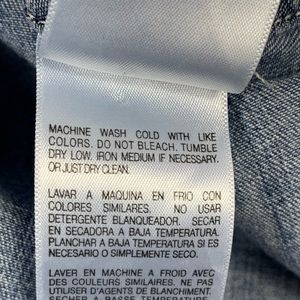 MACHINE WASH COLD WITH LIKE
COLORS. DO NOT BLEACH. TUMBLE
DRY LOW. IRON MEDIUM IF NECESSARY.
OR JUST DRY CLEAN.
LAVAR A MAQUINA EN FRIO CON
COLORES SIMILARES. NO USAR
DETERGENTE BLANQUEADOR. SECAR
EN SECADORA A BAJA TEMPERATURA.
PLANCHAR A BAJA TEMPERATURA SI ES
NECESARIO O SIMPLEMENTE SECO.
LAVER EN MACHINE A FROID AVEC
DES COULEURS SIMILAIRES. NE PAS
UTILISER D'AGENTS DE BLANCHIMENT.
SECHER A BASSE TEMPERATURE